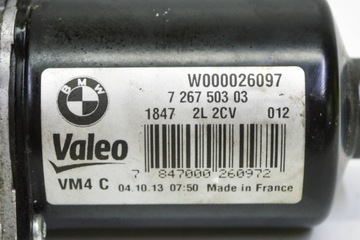 BMW
W000026097
7 267 503 03
1847 2L 2CV 012
Valeo
7 847000 260972
VM4 C 04.10.13 07:50 Made in France